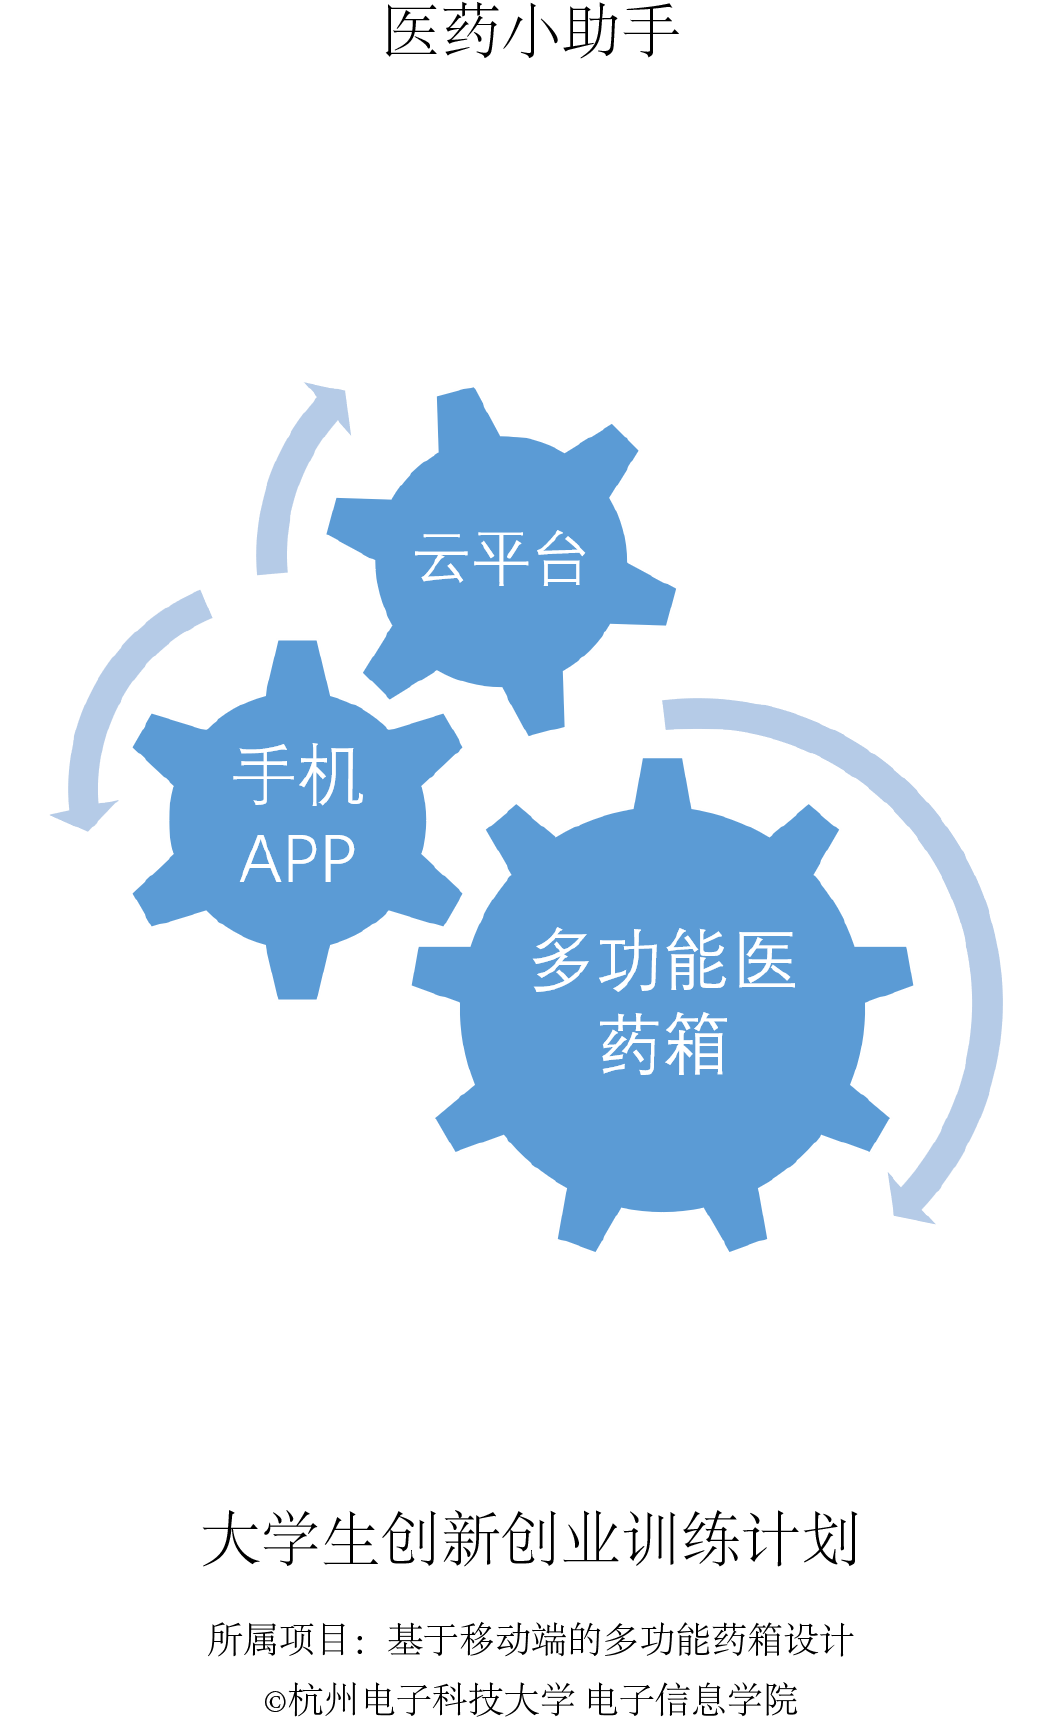 医药小助手
云平台
手机
APP
多功能医
药箱
大学生创新创业训练计划
所属项目：基于移动端的多功能药箱设计
©杭州电子科技大学 电子信息学院